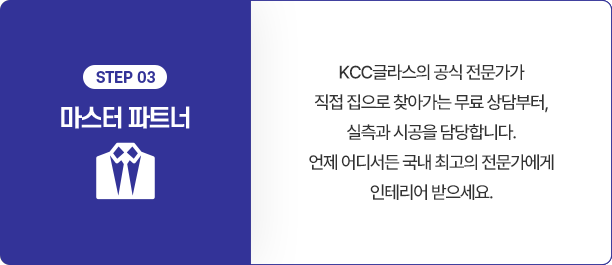 STEP 03
마스터 파트너
KCC글라스의 공식 전문가가
직접 집으로 찾아가는 무료 상담부터,
실측과 시공을 담당합니다.
언제 어디서든 국내 최고의 전문가에게
인테리어 받으세요.